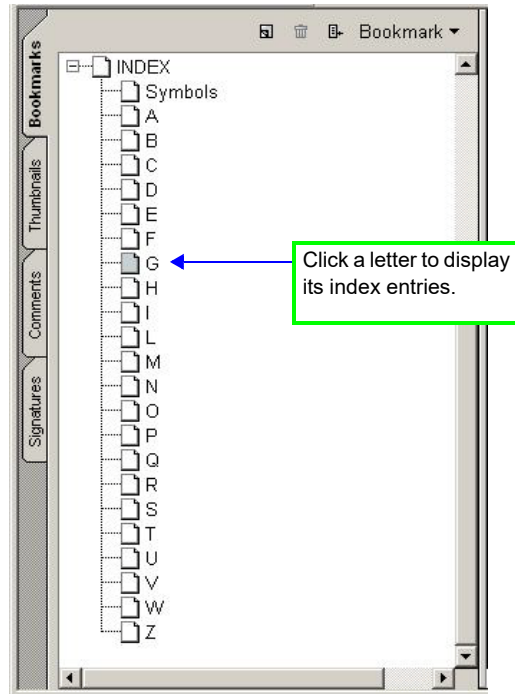 Bookmark
Bookmarks
Thumbnails
Comments
Signatures
INDEX
Symbols
A
B
C
D
E
F
G
H
I
L
M
N
O
P
Q
R
S
T
U
V
W
Z
Click a letter to display
its index entries.